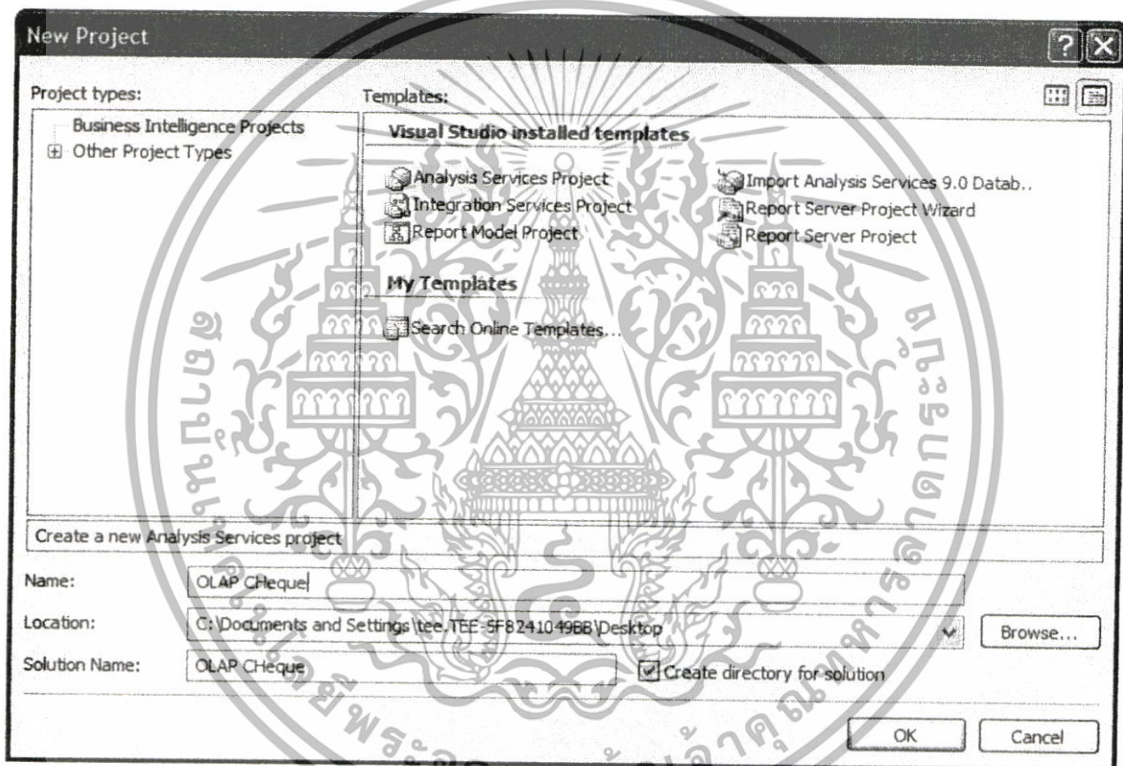 New Project
Project types:
Templates:
Business Intelligence Projects
Other Project Types
Visual Studio installed templates
Analysis Services Project
Import Analysis Services 9.0 Datab..
Integration Services Project
Report Server Project Wizard
Report Model Project
Report Server Project
My Templates
Search Online Templates...
Create a new Analysis Services project
Name:
OLAP CHeque
Location:
C:\Documents and Settings\tee.TEE-5F8241049BB\Desktop
Browse...
Solution Name:
OLAP CHeque
Create directory for solution
OK
Cancel